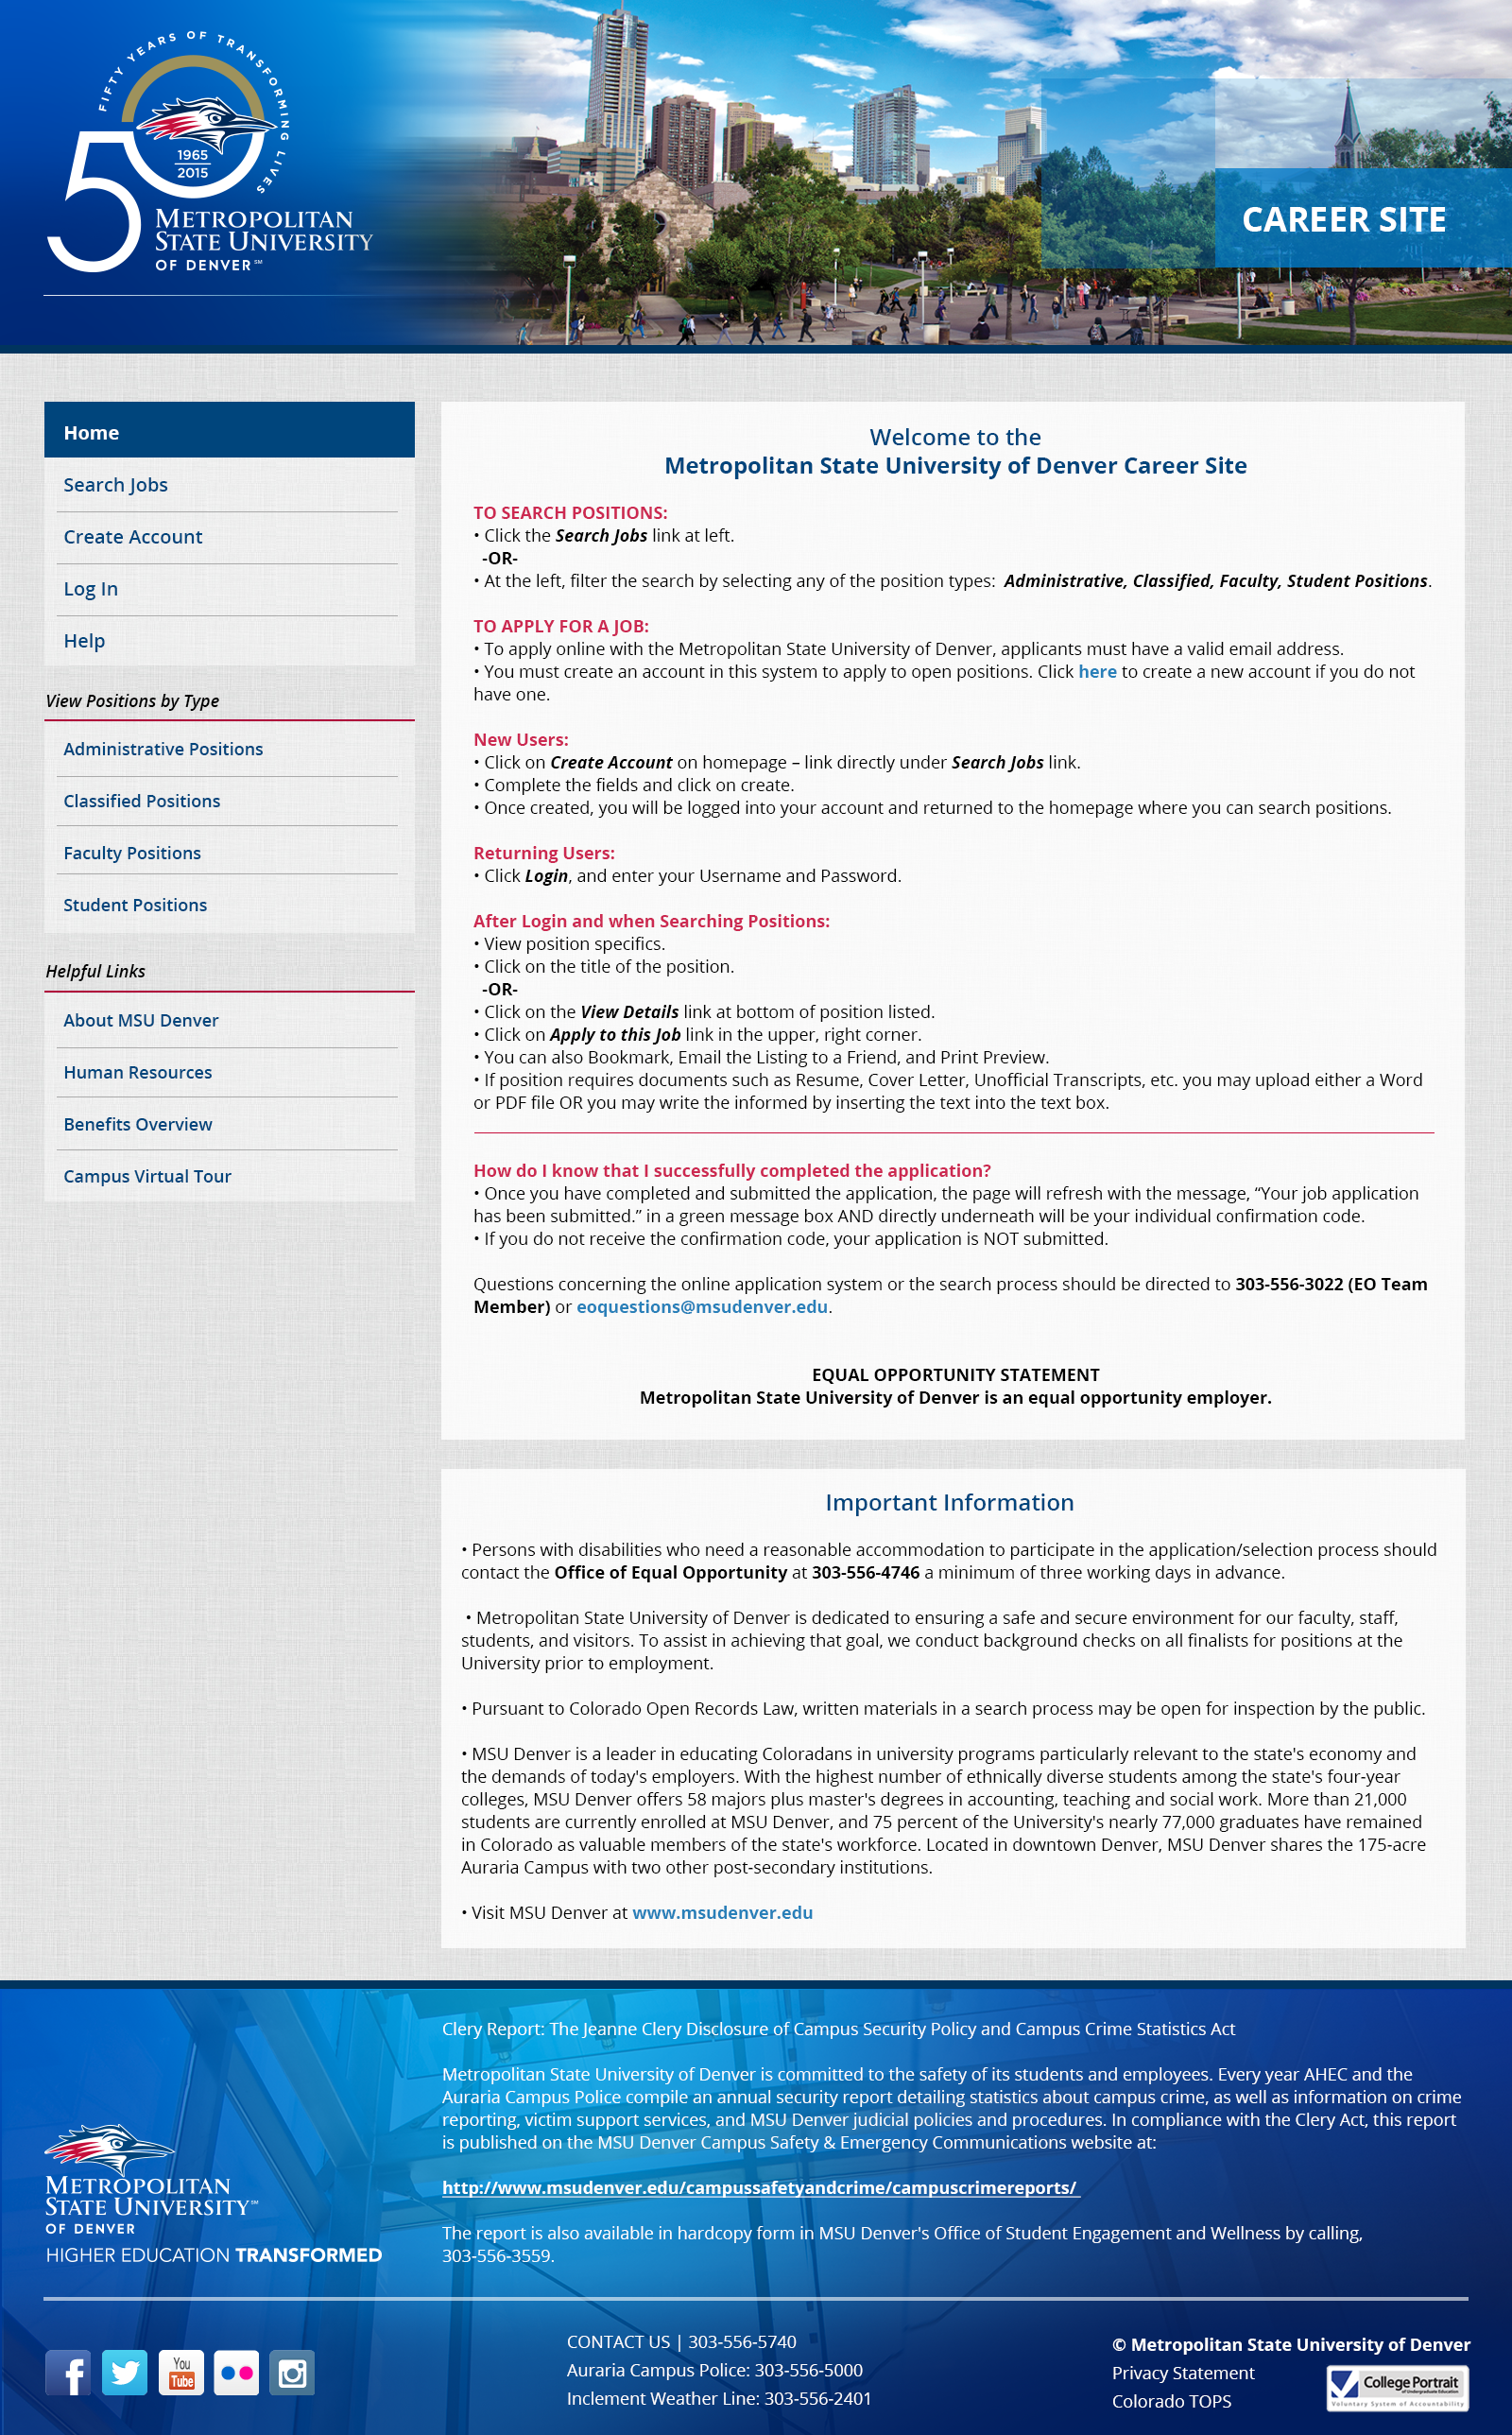 FIFTY YEARS OF TRANSFORMING LIVES
50
1965
2015
METROPOLITAN
STATE UNIVERSITY
OF DENVER℠
CAREER SITE
Home
Search Jobs
Create Account
Log In
Help
View Positions by Type
Administrative Positions
Classified Positions
Faculty Positions
Student Positions
Helpful Links
About MSU Denver
Human Resources
Benefits Overview
Campus Virtual Tour
Welcome to the
Metropolitan State University of Denver Career Site
TO SEARCH POSITIONS:
• Click the Search Jobs link at left.
-OR-
• At the left, filter the search by selecting any of the position types: Administrative, Classified, Faculty, Student Positions.
TO APPLY FOR A JOB:
• To apply online with the Metropolitan State University of Denver, applicants must have a valid email address.
• You must create an account in this system to apply to open positions. Click here to create a new account if you do not
have one.
New Users:
• Click on Create Account on homepage – link directly under Search Jobs link.
• Complete the fields and click on create.
• Once created, you will be logged into your account and returned to the homepage where you can search positions.
Returning Users:
• Click Login, and enter your Username and Password.
After Login and when Searching Positions:
• View position specifics.
• Click on the title of the position.
-OR-
• Click on the View Details link at bottom of position listed.
• Click on Apply to this Job link in the upper, right corner.
• You can also Bookmark, Email the Listing to a Friend, and Print Preview.
• If position requires documents such as Resume, Cover Letter, Unofficial Transcripts, etc. you may upload either a Word
or PDF file OR you may write the informed by inserting the text into the text box.
How do I know that I successfully completed the application?
• Once you have completed and submitted the application, the page will refresh with the message, “Your job application
has been submitted.” in a green message box AND directly underneath will be your individual confirmation code.
• If you do not receive the confirmation code, your application is NOT submitted.
Questions concerning the online application system or the search process should be directed to 303-556-3022 (EO Team
Member) or eoquestions@msudenver.edu.
EQUAL OPPORTUNITY STATEMENT
Metropolitan State University of Denver is an equal opportunity employer.
Important Information
• Persons with disabilities who need a reasonable accommodation to participate in the application/selection process should
contact the Office of Equal Opportunity at 303-556-4746 a minimum of three working days in advance.
• Metropolitan State University of Denver is dedicated to ensuring a safe and secure environment for our faculty, staff,
students, and visitors. To assist in achieving that goal, we conduct background checks on all finalists for positions at the
University prior to employment.
• Pursuant to Colorado Open Records Law, written materials in a search process may be open for inspection by the public.
• MSU Denver is a leader in educating Coloradans in university programs particularly relevant to the state's economy and
the demands of today's employers. With the highest number of ethnically diverse students among the state's four-year
colleges, MSU Denver offers 58 majors plus master's degrees in accounting, teaching and social work. More than 21,000
students are currently enrolled at MSU Denver, and 75 percent of the University's nearly 77,000 graduates have remained
in Colorado as valuable members of the state's workforce. Located in downtown Denver, MSU Denver shares the 175-acre
Auraria Campus with two other post-secondary institutions.
• Visit MSU Denver at www.msudenver.edu
Clery Report: The Jeanne Clery Disclosure of Campus Security Policy and Campus Crime Statistics Act
Metropolitan State University of Denver is committed to the safety of its students and employees. Every year AHEC and the
Auraria Campus Police compile an annual security report detailing statistics about campus crime, as well as information on crime
reporting, victim support services, and MSU Denver judicial policies and procedures. In compliance with the Clery Act, this report
is published on the MSU Denver Campus Safety & Emergency Communications website at:
http://www.msudenver.edu/campussafetyandcrime/campuscrimereports/
The report is also available in hardcopy form in MSU Denver's Office of Student Engagement and Wellness by calling,
303-556-3559.
METROPOLITAN
STATE UNIVERSITY℠
OF DENVER
HIGHER EDUCATION TRANSFORMED
f
You
Tube
CONTACT US | 303-556-5740
Auraria Campus Police: 303-556-5000
Inclement Weather Line: 303-556-2401
© Metropolitan State University of Denver
Privacy Statement
Colorado TOPS
College Portrait
of Undergraduate Education
Voluntary System of Accountability